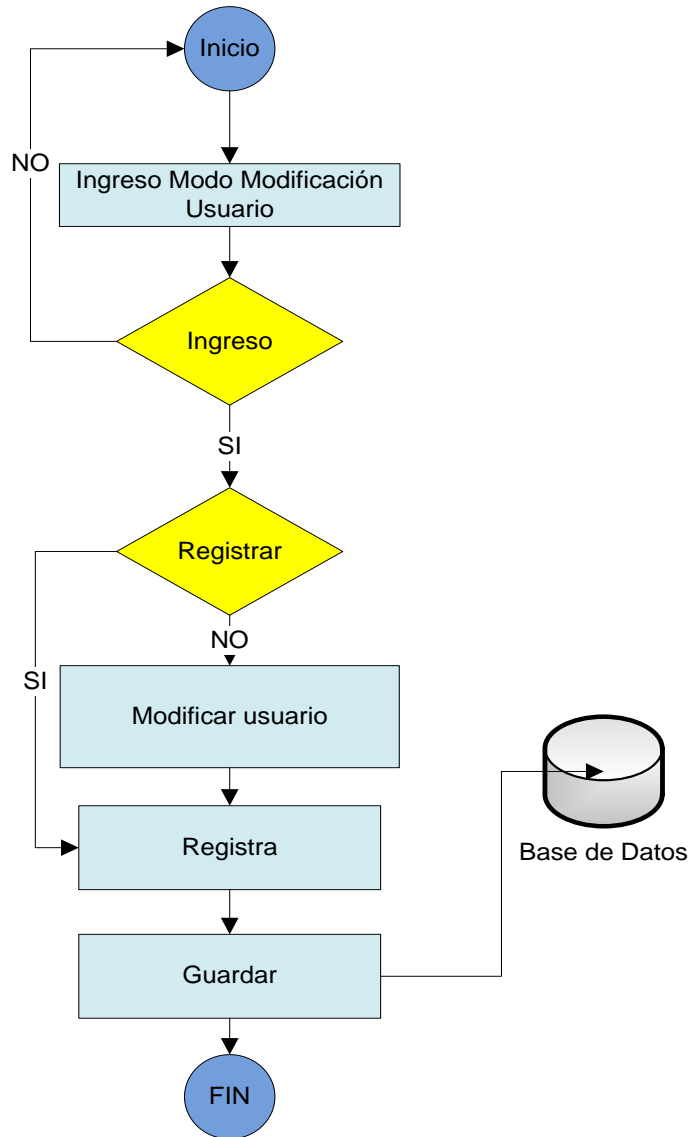 Inicio
NO
Ingreso Modo Modificación
Usuario
Ingreso
SI
Registrar
NO
SI
Modificar usuario
Registra
Base de Datos
Guardar
FIN